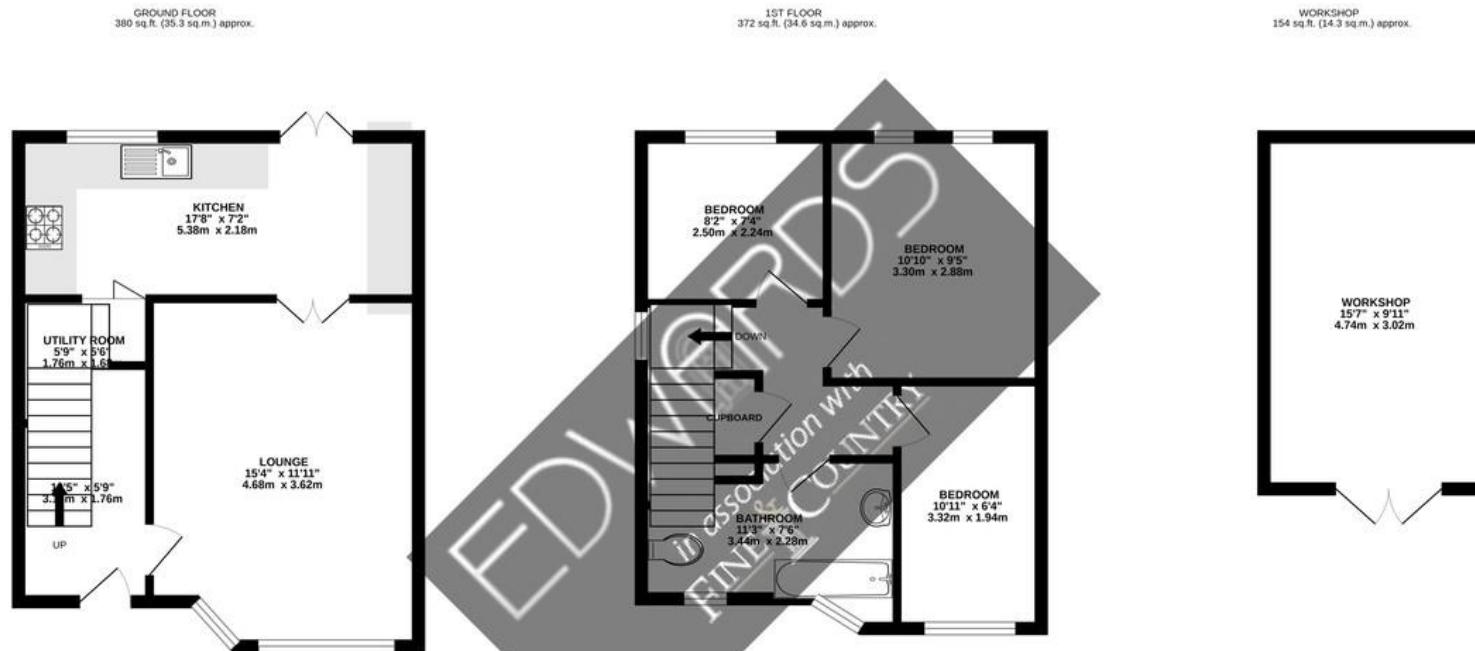 GROUND FLOOR
380 sq.ft. (35.3 sq.m.) approx.
1ST FLOOR
372 sq.ft. (34.6 sq.m.) approx.
WORKSHOP
154 sq.ft. (14.3 sq.m.) approx.
KITCHEN
17'8" x 7'2"
5.38m x 2.18m
UTILITY ROOM
5'9" x 5'6"
1.76m
x 5'9"
x 1.76m
UP
LOUNGE
15'4" x 11'11"
4.68m x 3.62m
BEDROOM
8'2" x 7'4"
2.50m x 2.24m
BEDROOM
10'10" x 9'5"
3.30m x 2.88m
DOWN
CUPBOARD
BATHROOM
11'3" x 7'6"
3.44m x 2.28m
BEDROOM
10'11" x 6'4"
3.32m x 1.94m
WORKSHOP
15'7" x 9'11"
4.74m x 3.02m
EDWARDS
in association with
FINE & COUNTRY